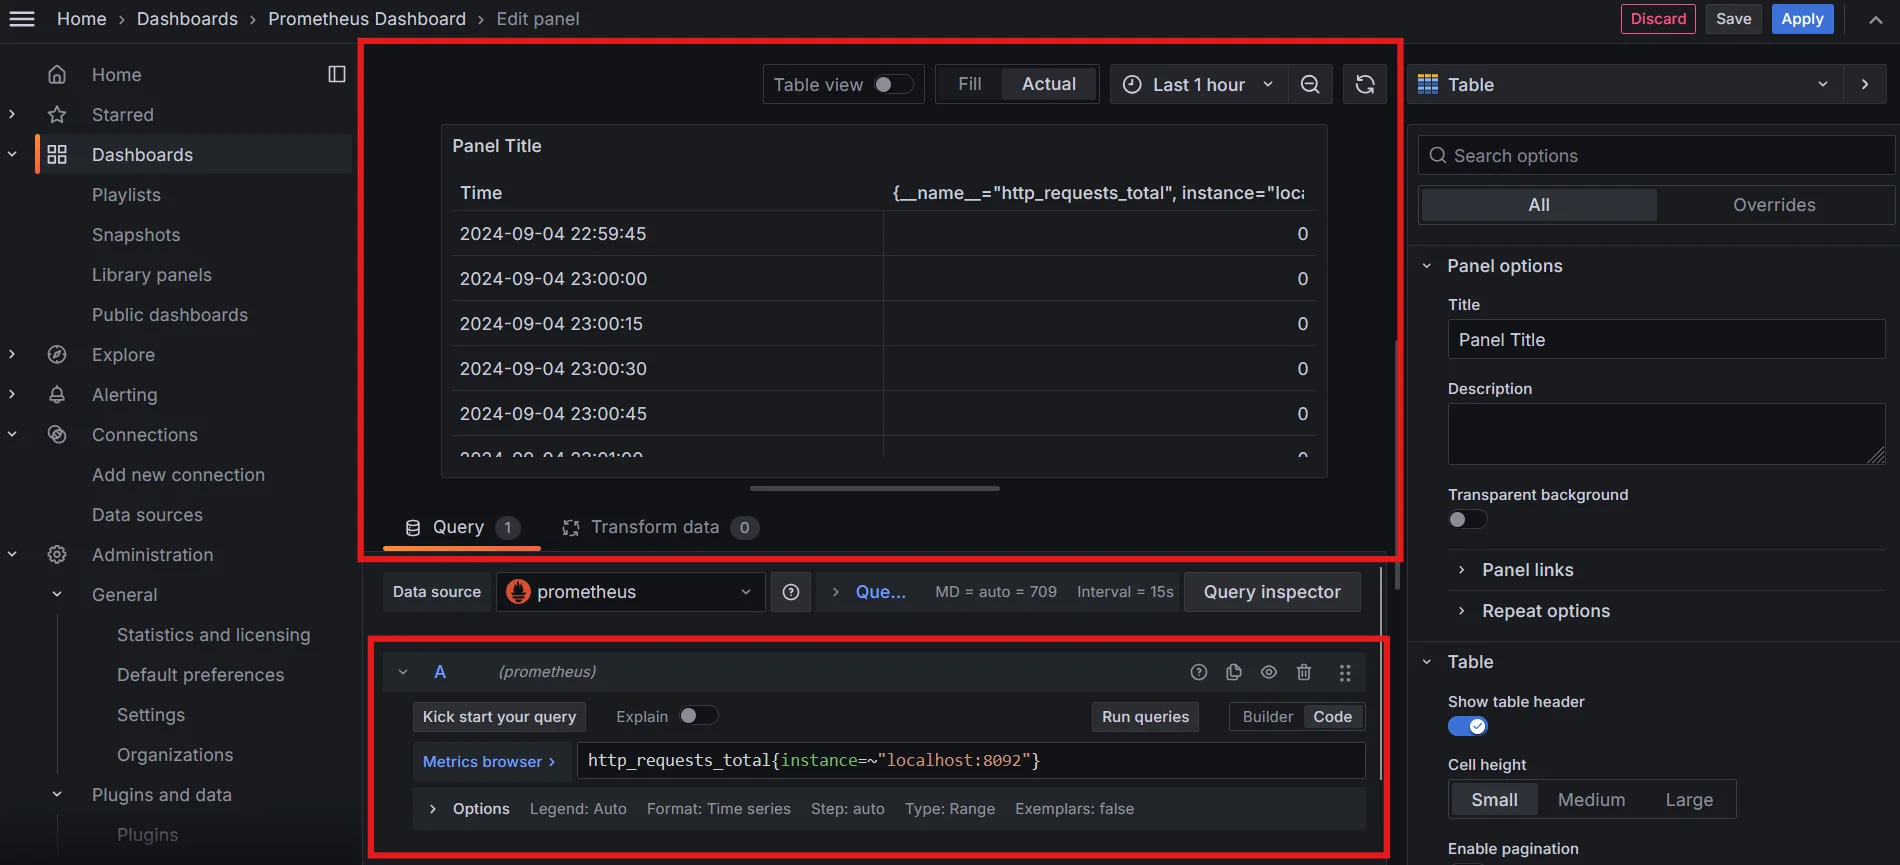 Home › Dashboards › Prometheus Dashboard › Edit panel
Discard Save Apply
Home
Starred
Dashboards
Playlists
Snapshots
Library panels
Public dashboards
Explore
Alerting
Connections
Add new connection
Data sources
Administration
General
Statistics and licensing
Default preferences
Settings
Organizations
Plugins and data
Plugins
Table view Fill Actual Last 1 hour
Panel Title
Time {__name__="http_requests_total", instance="loc
2024-09-04 22:59:45 0
2024-09-04 23:00:00 0
2024-09-04 23:00:15 0
2024-09-04 23:00:30 0
2024-09-04 23:00:45 0
2024-09-04 23:01:00 0
Query 1 Transform data 0
Data source prometheus Que... MD = auto = 709 Interval = 15s Query inspector
A (prometheus)
Kick start your query Explain Run queries Builder Code
Metrics browser › http_requests_total{instance=~"localhost:8092"}
Options Legend: Auto Format: Time series Step: auto Type: Range Exemplars: false
Table
Search options
All Overrides
Panel options
Title
Panel Title
Description
Transparent background
Panel links
Repeat options
Table
Show table header
Cell height
Small Medium Large
Enable pagination